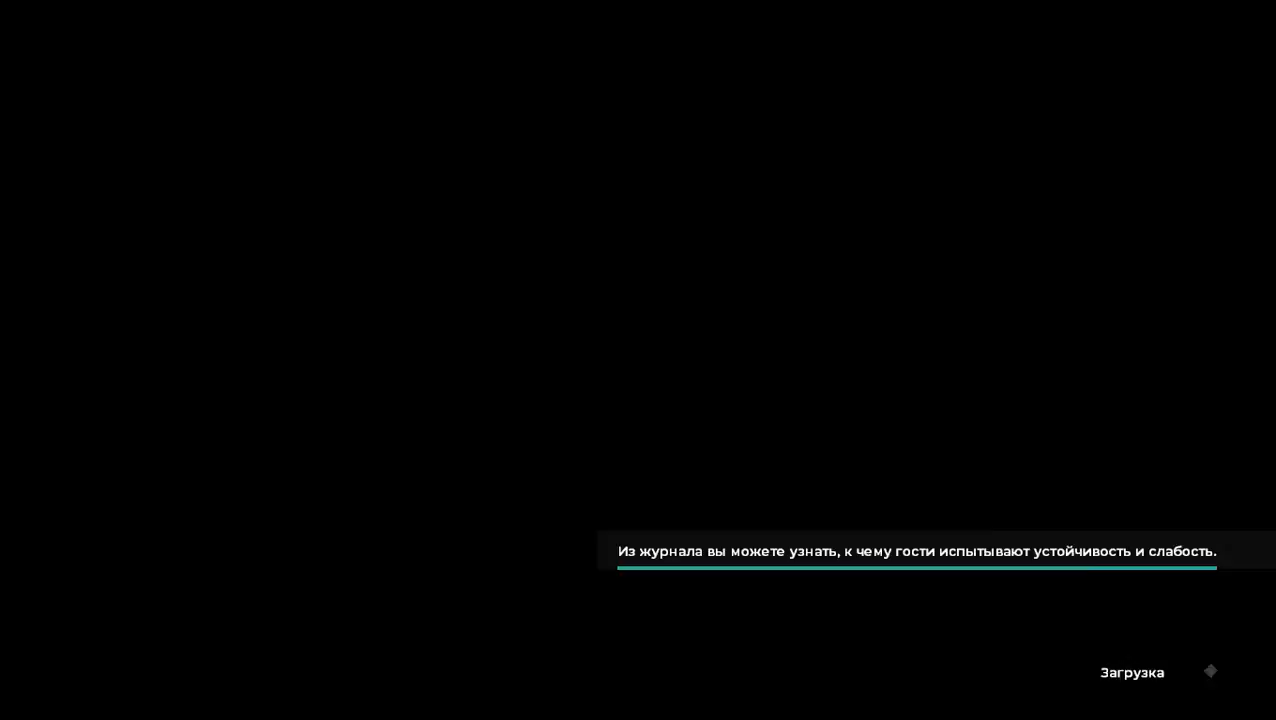 Из журнала вы можете узнать, к чему гости испытывают устойчивость и слабость.
Загрузка